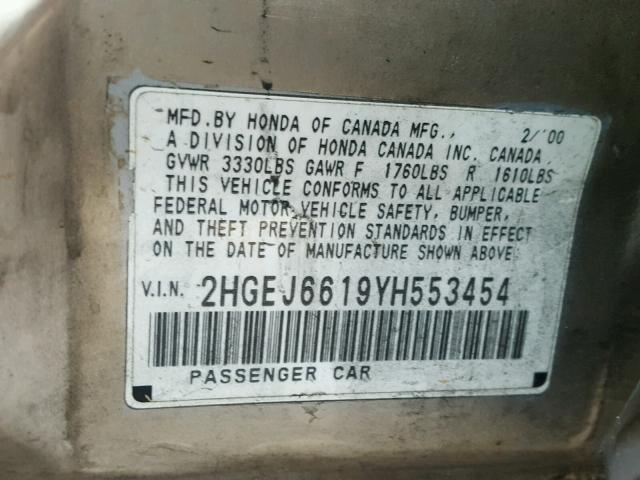 MFD. BY HONDA OF CANADA MFG., 2/'00
A DIVISION OF HONDA CANADA INC. CANADA
GVWR 3330LBS GAWR F 1760LBS R 1610LBS
THIS VEHICLE CONFORMS TO ALL APPLICABLE
FEDERAL MOTOR VEHICLE SAFETY, BUMPER,
AND THEFT PREVENTION STANDARDS IN EFFECT
ON THE DATE OF MANUFACTURE SHOWN ABOVE.
V.I.N. 2HGEJ6619YH553454
PASSENGER CAR